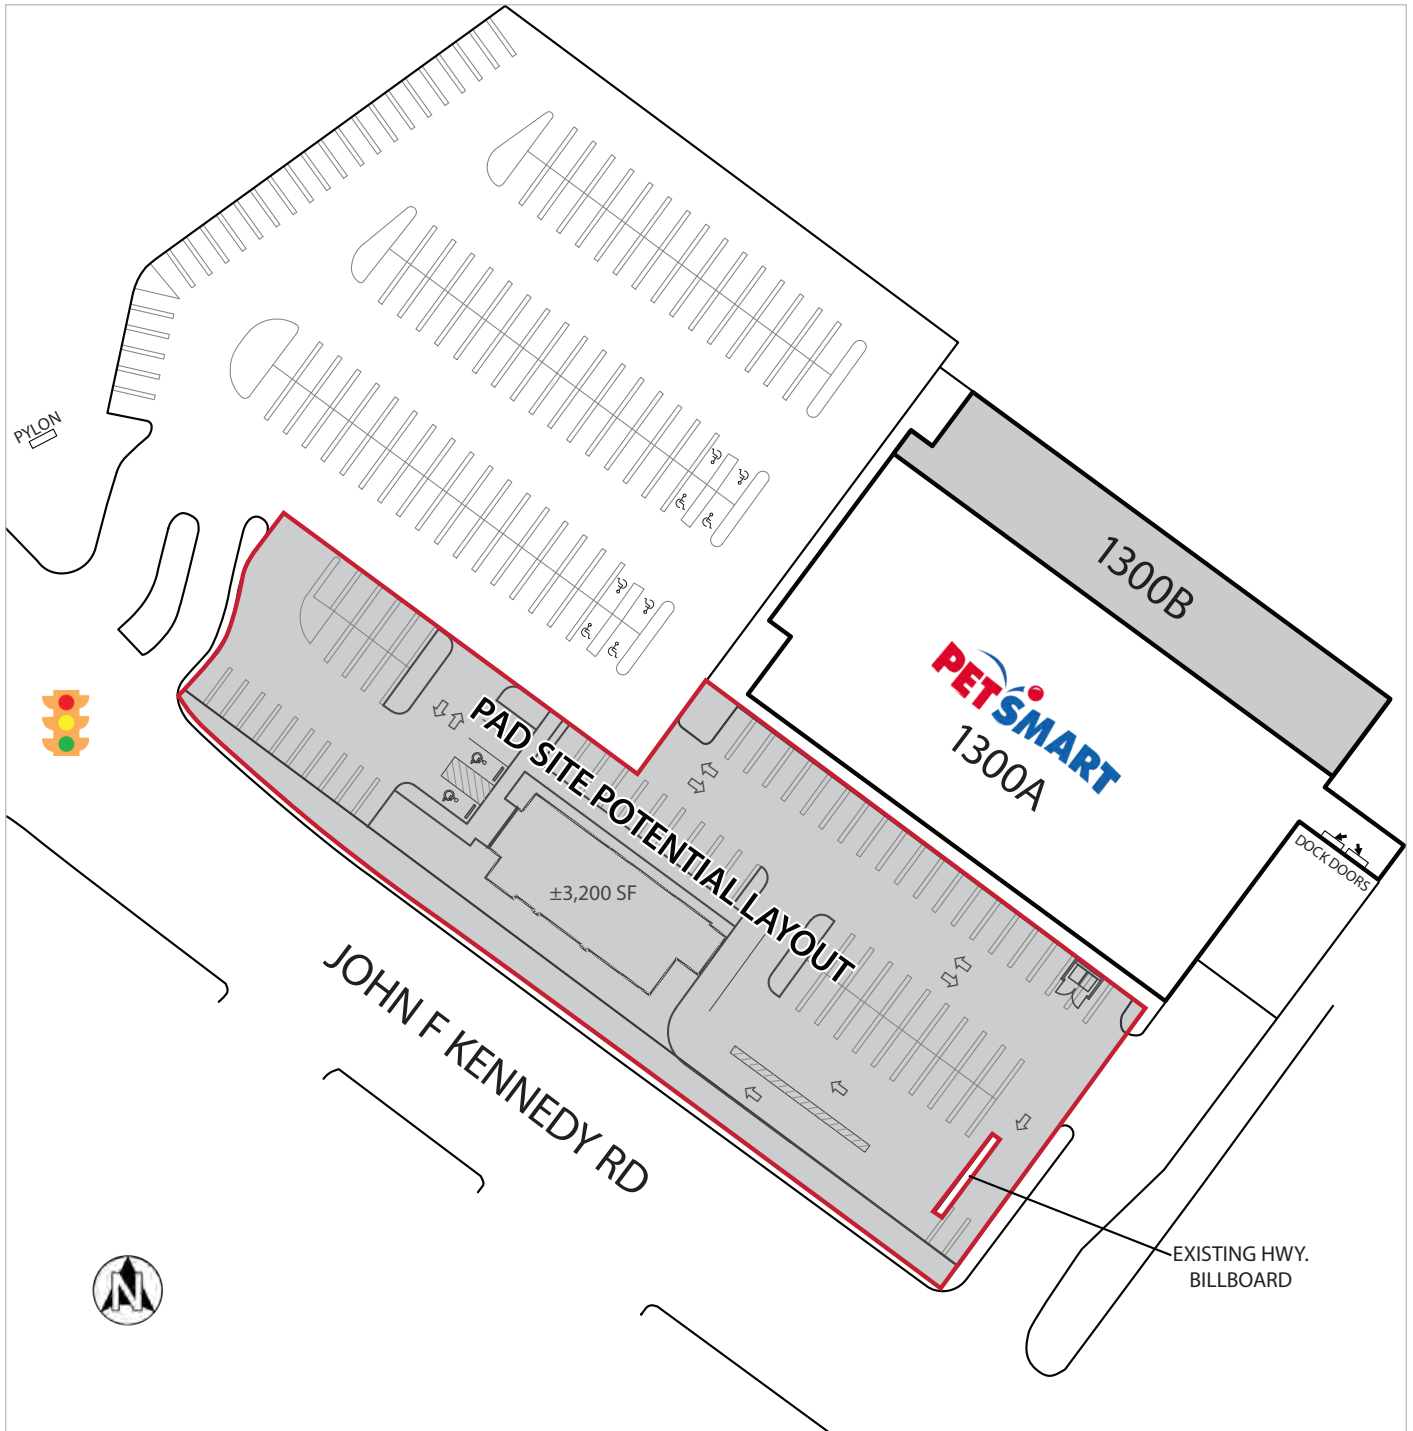 PYLON
1300B
PETSMART
1300A
DOCK DOORS
PAD SITE POTENTIAL LAYOUT
±3,200 SF
JOHN F KENNEDY RD
EXISTING HWY.
BILLBOARD
N